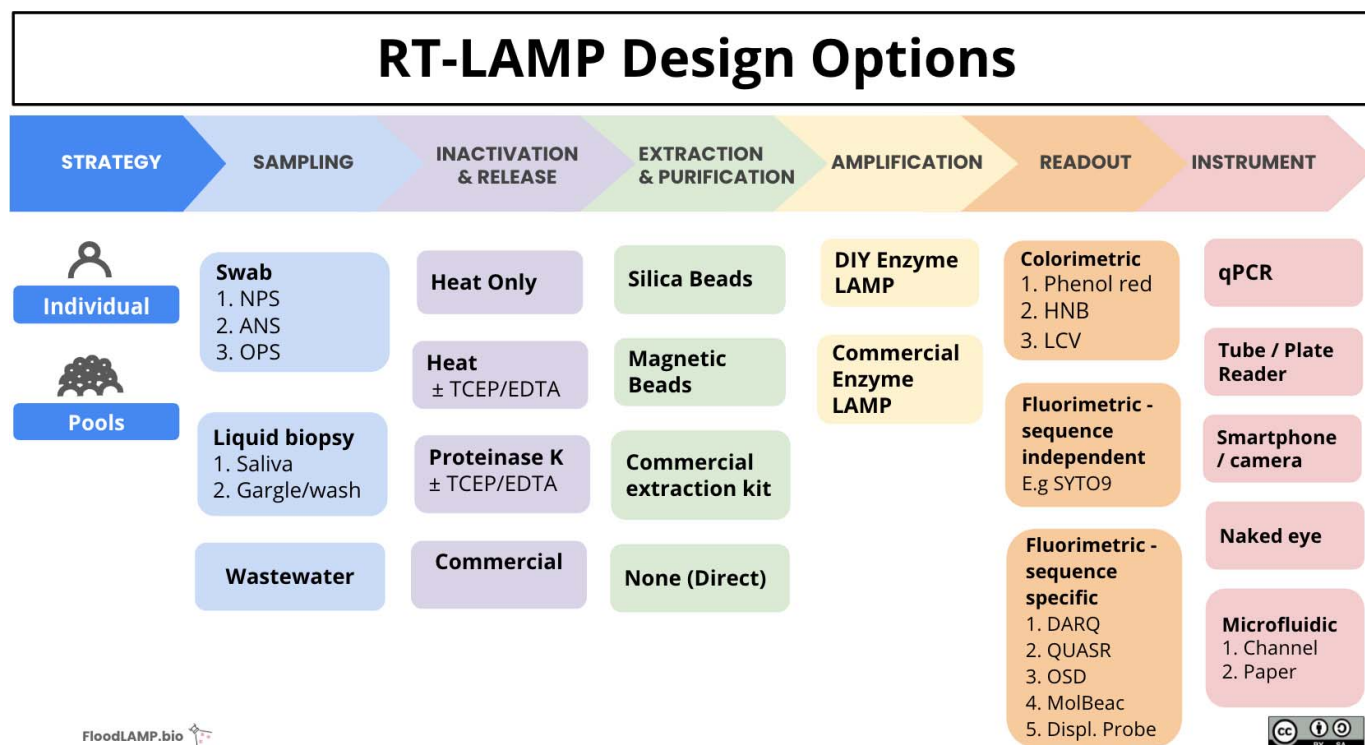 RT-LAMP Design Options
STRATEGY
SAMPLING
INACTIVATION
& RELEASE
EXTRACTION
& PURIFICATION
AMPLIFICATION
READOUT
INSTRUMENT
Individual
Pools
Swab
1. NPS
2. ANS
3. OPS
Liquid biopsy
1. Saliva
2. Gargle/wash
Wastewater
Heat Only
Heat
± TCEP/EDTA
Proteinase K
± TCEP/EDTA
Commercial
Silica Beads
Magnetic
Beads
Commercial
extraction kit
None (Direct)
DIY Enzyme
LAMP
Commercial
Enzyme
LAMP
Colorimetric
1. Phenol red
2. HNB
3. LCV
Fluorimetric -
sequence
independent
E.g SYTO9
Fluorimetric -
sequence
specific
1. DARQ
2. QUASR
3. OSD
4. MolBeac
5. Displ. Probe
qPCR
Tube / Plate
Reader
Smartphone
/ camera
Naked eye
Microfluidic
1. Channel
2. Paper
FloodLAMP.bio
cc